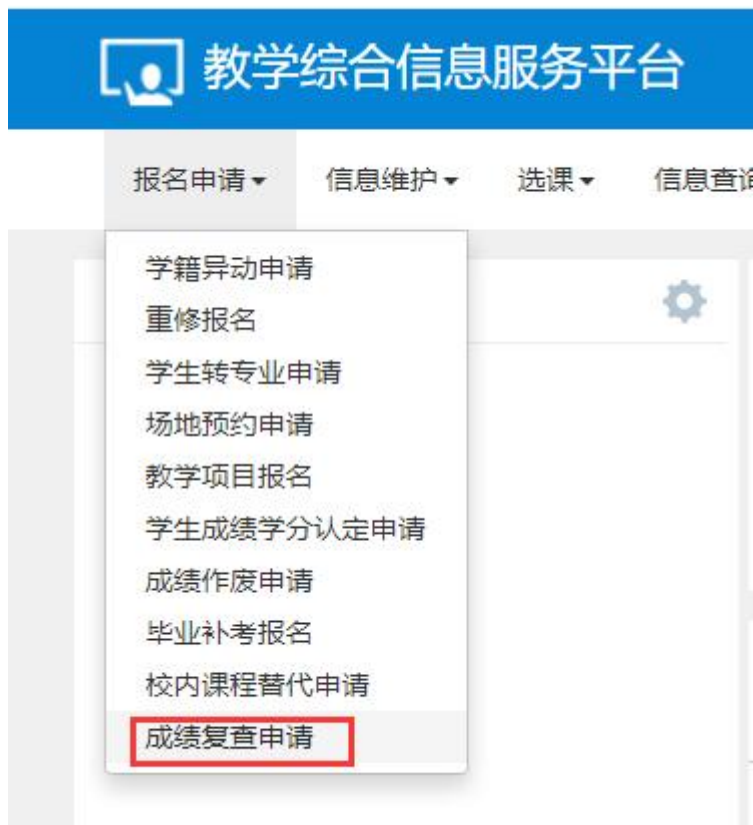 教学综合信息服务平台
报名申请 信息维护 选课 信息查询
学籍异动申请
重修报名
学生转专业申请
场地预约申请
教学项目报名
学生成绩学分认定申请
成绩作废申请
毕业补考报名
校内课程替代申请
成绩复查申请